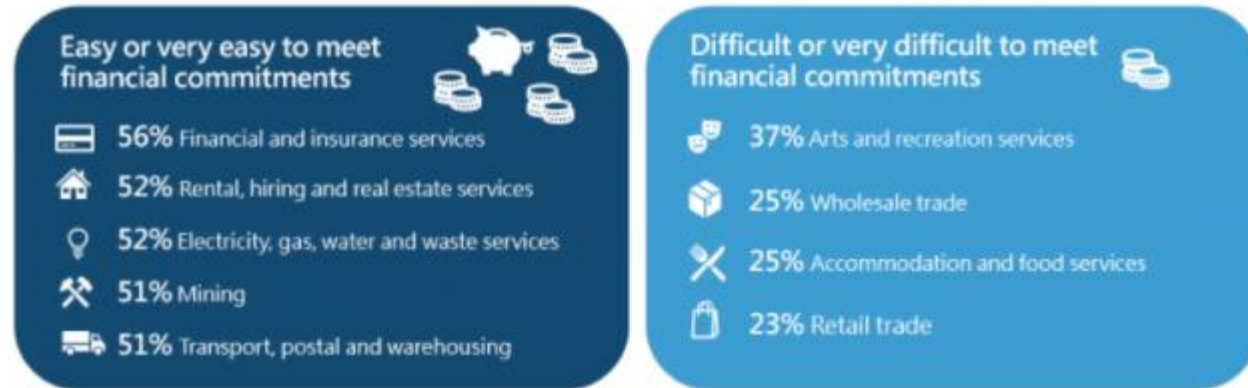 Easy or very easy to meet
financial commitments
56% Financial and insurance services
52% Rental, hiring and real estate services
52% Electricity, gas, water and waste services
51% Mining
51% Transport, postal and warehousing
Difficult or very difficult to meet
financial commitments
37% Arts and recreation services
25% Wholesale trade
25% Accommodation and food services
23% Retail trade